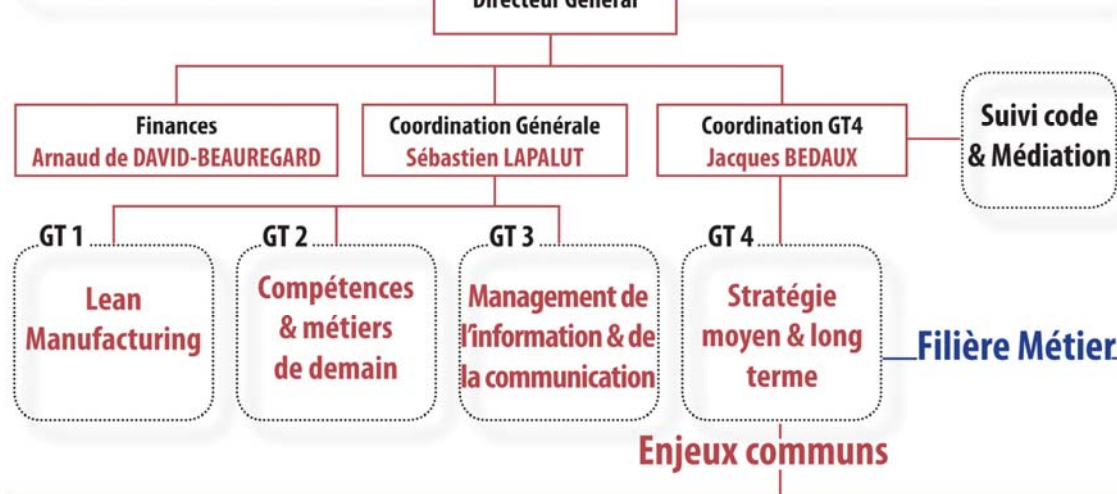 Directeur Général
Finances
Arnaud de DAVID-BEAUREGARD
Coordination Générale
Sébastien LAPALUT
Coordination GT4
Jacques BEDAUX
Suivi code
& Médiation
GT 1
Lean
Manufacturing
GT 2
Compétences
& métiers
de demain
GT 3
Management de
l'information & de
la communication
GT 4
Stratégie
moyen & long
terme
Filière Métier
Enjeux communs